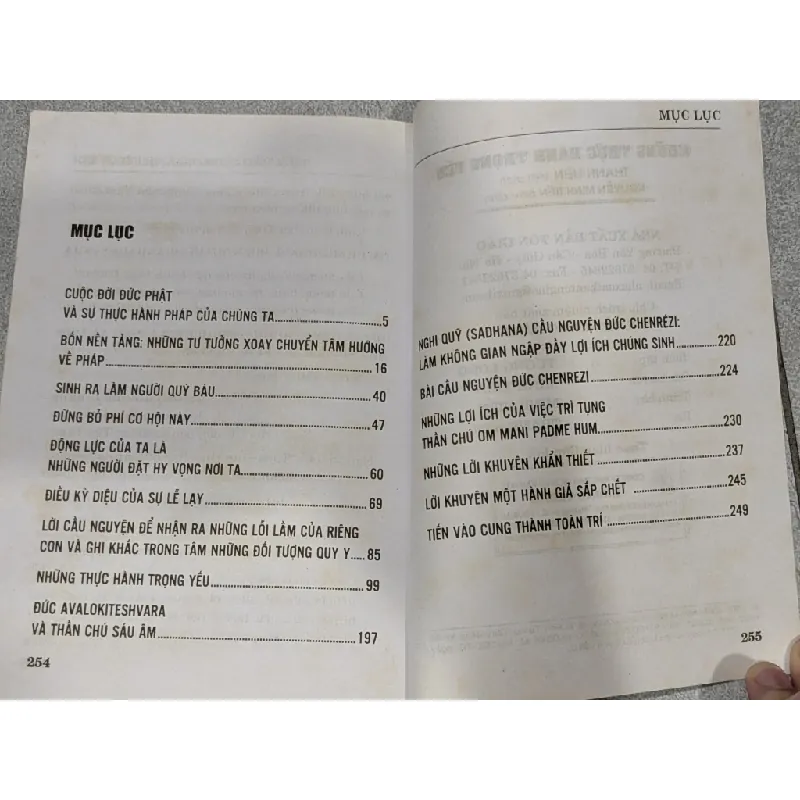 MỤC LỤC
CUỘC ĐỜI ĐỨC PHẬT
VÀ SỰ THỰC HÀNH PHÁP CỦA CHÚNG TA........5
BỐN NỀN TẢNG: NHỮNG TƯ TƯỞNG XOAY CHUYỂN TÂM HƯỚNG
VỀ PHÁP........16
SINH RA LÀM NGƯỜI QUÝ BÁU........40
ĐỪNG BỎ PHÍ CƠ HỘI NÀY........47
ĐỘNG LỰC CỦA TA LÀ
NHỮNG NGƯỜI ĐẶT HY VỌNG NƠI TA........60
ĐIỀU KỲ DIỆU CỦA SỰ LỄ LẠY........69
LỜI CẦU NGUYỆN ĐỂ NHẬN RA NHỮNG LỖI LẦM CỦA RIÊNG
CON VÀ GHI KHẮC TRONG TÂM NHỮNG ĐỐI TƯỢNG QUY Y.....85
NHỮNG THỰC HÀNH TRỌNG YẾU........99
ĐỨC AVALOKITESHVARA
VÀ THẦN CHÚ SÁU ÂM........197
254
MỤC LỤC
NGHI QUỸ (SADHANA) CẦU NGUYỆN ĐỨC CHENREZI:
LÀM KHÔNG GIAN NGẬP ĐẦY LỢI ÍCH CHÚNG SINH........220
BÀI CẦU NGUYỆN ĐỨC CHENREZI........224
NHỮNG LỢI ÍCH CỦA VIỆC TRÌ TỤNG
THẦN CHÚ OM MANI PADME HUM........230
NHỮNG LỜI KHUYÊN KHẨN THIẾT........237
LỜI KHUYÊN MỘT HÀNH GIẢ SẮP CHẾT ........245
TIẾN VÀO CUNG THÀNH TOÀN TRÍ ........249
255